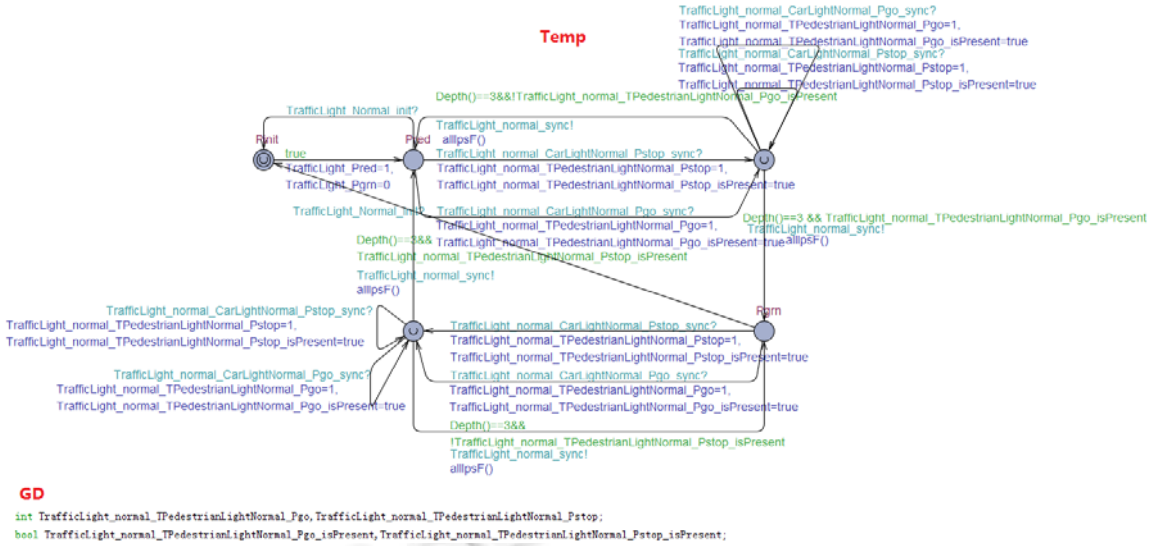 TrafficLight_normal_CarLightNormal_Pgo_sync?
TrafficLight_normal_TPedestrianLightNormal_Pgo=1,
TrafficLight_normal_TPedestrianLightNormal_Pgo_isPresent=true
TrafficLight_normal_CarLightNormal_Pstop_sync?
TrafficLight_normal_TPedestrianLightNormal_Pstop=1,
TrafficLight_normal_TPedestrianLightNormal_Pstop_isPresent=true
Temp
Depth()==3&&!TrafficLight_normal_TPedestrianLightNormal_Pgo_isPresent
TrafficLight_Normal_init?
TrafficLight_normal_sync!
allIpsF()
Rinit
Pred
true
TrafficLight_Pred=1,
TrafficLight_Pgrn=0
TrafficLight_normal_CarLightNormal_Pstop_sync?
TrafficLight_normal_TPedestrianLightNormal_Pstop=1,
TrafficLight_normal_TPedestrianLightNormal_Pstop_isPresent=true
TrafficLight_Normal_init?
TrafficLight_normal_CarLightNormal_Pgo_sync?
TrafficLight_normal_TPedestrianLightNormal_Pgo=1,
TrafficLight_normal_TPedestrianLightNormal_Pgo_isPresent=true
Depth()==3 && TrafficLight_normal_TPedestrianLightNormal_Pgo_isPresent
TrafficLight_normal_sync!
allIpsF()
Depth()==3&&
TrafficLight_normal_TPedestrianLightNormal_Pstop_isPresent
TrafficLight_normal_sync!
allIpsF()
Rgrn
TrafficLight_normal_CarLightNormal_Pstop_sync?
TrafficLight_normal_TPedestrianLightNormal_Pstop=1,
TrafficLight_normal_TPedestrianLightNormal_Pstop_isPresent=true
TrafficLight_normal_CarLightNormal_Pgo_sync?
TrafficLight_normal_TPedestrianLightNormal_Pgo=1,
TrafficLight_normal_TPedestrianLightNormal_Pgo_isPresent=true
TrafficLight_normal_CarLightNormal_Pstop_sync?
TrafficLight_normal_TPedestrianLightNormal_Pstop=1,
TrafficLight_normal_TPedestrianLightNormal_Pstop_isPresent=true
TrafficLight_normal_CarLightNormal_Pgo_sync?
TrafficLight_normal_TPedestrianLightNormal_Pgo=1,
TrafficLight_normal_TPedestrianLightNormal_Pgo_isPresent=true
Depth()==3&&
!TrafficLight_normal_TPedestrianLightNormal_Pstop_isPresent
TrafficLight_normal_sync!
allIpsF()
GD
int TrafficLight_normal_TPedestrianLightNormal_Pgo,TrafficLight_normal_TPedestrianLightNormal_Pstop;
bool TrafficLight_normal_TPedestrianLightNormal_Pgo_isPresent,TrafficLight_normal_TPedestrianLightNormal_Pstop_isPresent;